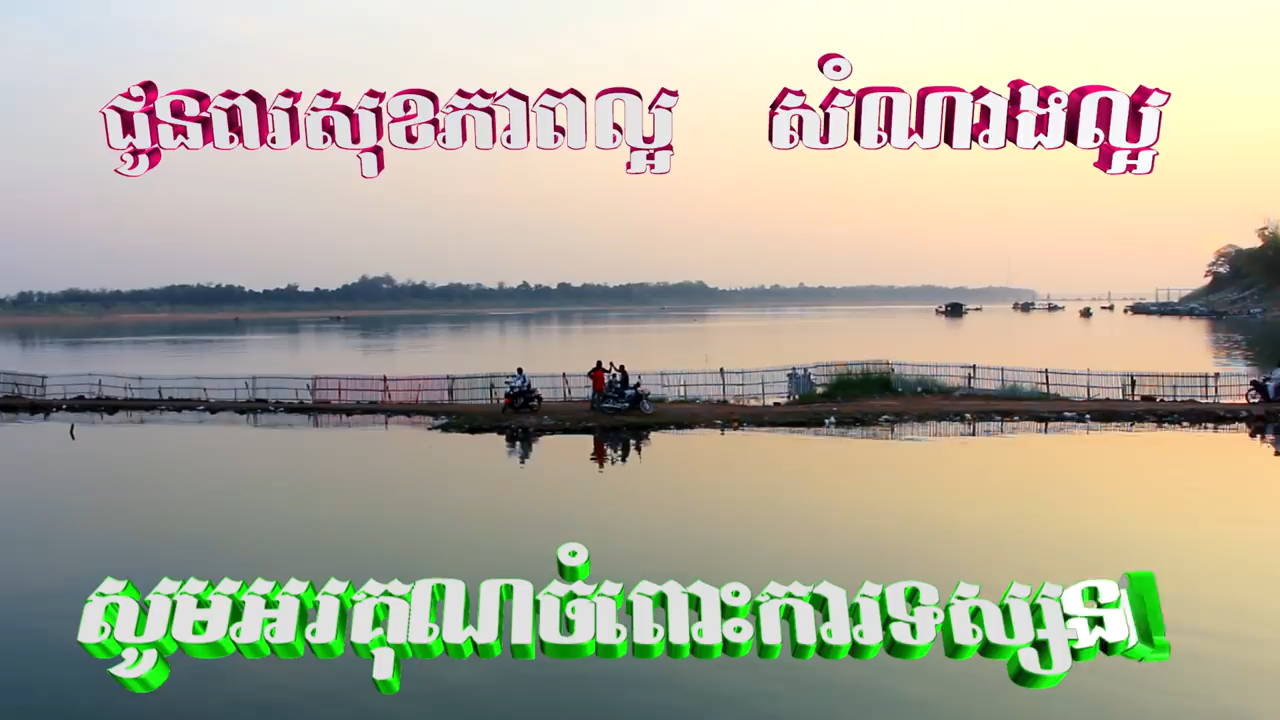 ជូនពរសុខភាពល្អ សំណាងល្អ
សូមអរគុណចំពោះការទស្សនា